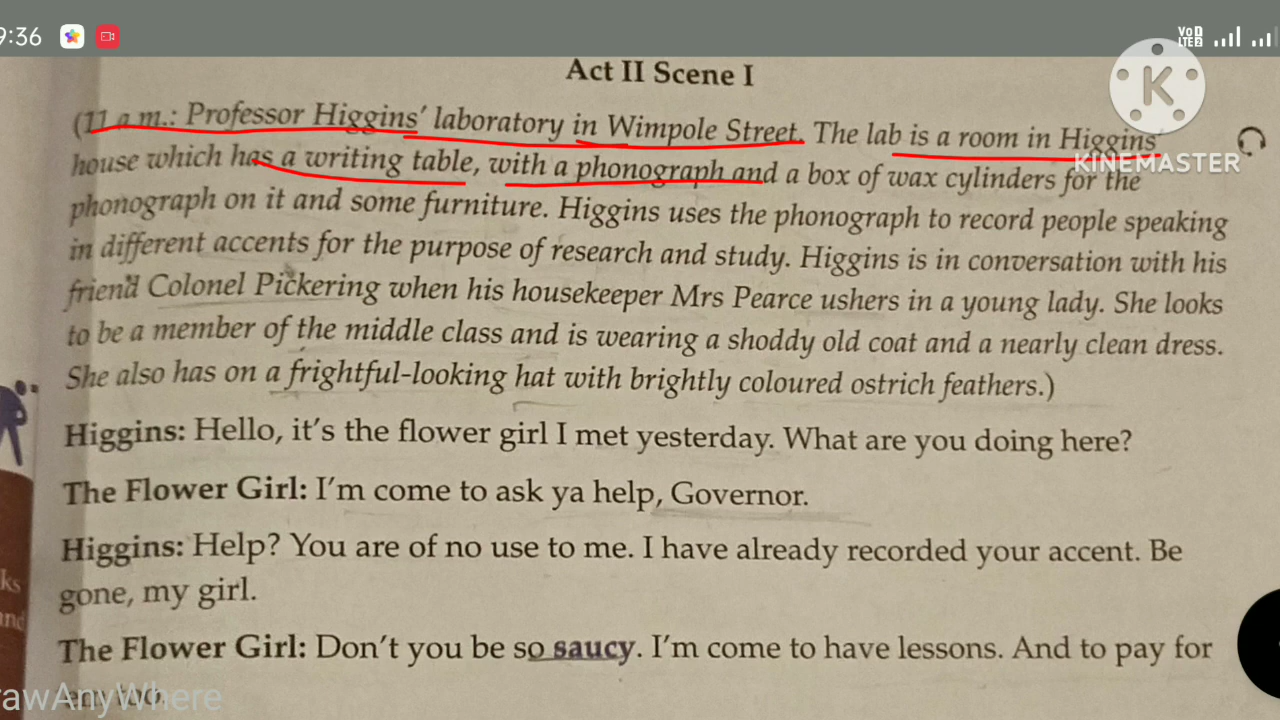 9:36
Vo D
LTE 2
Act II Scene I
K
(11 a.m.: Professor Higgins' laboratory in Wimpole Street. The lab is a room in Higgins'
KINEMASTER
house which has a writing table, with a phonograph and a box of wax cylinders for the
phonograph on it and some furniture. Higgins uses the phonograph to record people speaking
in different accents for the purpose of research and study. Higgins is in conversation with his
friend Colonel Pickering when his housekeeper Mrs Pearce ushers in a young lady. She looks
to be a member of the middle class and is wearing a shoddy old coat and a nearly clean dress.
She also has on a frightful-looking hat with brightly coloured ostrich feathers.)
Higgins: Hello, it's the flower girl I met yesterday. What are you doing here?
The Flower Girl: I'm come to ask ya help, Governor.
Higgins: Help? You are of no use to me. I have already recorded your accent. Be
gone, my girl.
ks
and
The Flower Girl: Don't you be so saucy. I'm come to have lessons. And to pay for
too.
rawAnyWhere